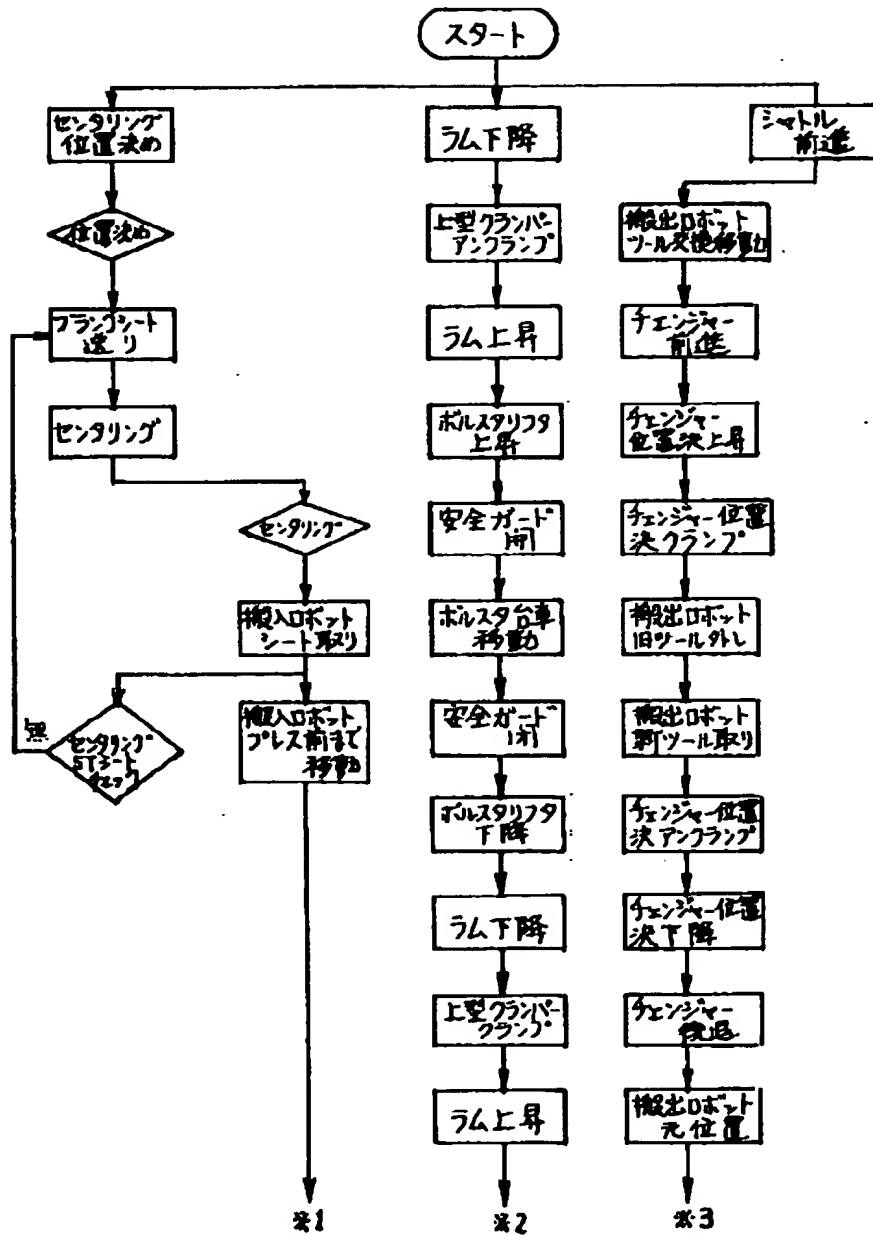 スタート
センタリング
位置決め
位置決め
ブランクシート
送り
センタリング
センタリング
搬入ロボット
シート取り
無
センタリング
STシート
チェック
搬入ロボット
プレス前まで
移動
※1
ラム下降
上型クランパー
アンクランプ
ラム上昇
ボルスタリフタ
上昇
安全ガード
開
ボルスタ台車
移動
安全ガード
閉
ボルスタリフタ
下降
ラム下降
上型クランパー
クランプ
ラム上昇
※2
シャトル
前進
搬出ロボット
ツール交換移動
チェンジャー
前進
チェンジャー
位置決上昇
チェンジャー位置
決クランプ
搬出ロボット
旧ツール外し
搬出ロボット
新ツール取り
チェンジャー位置
決アンクランプ
チェンジャー位置
決下降
チェンジャー
後退
搬出ロボット
元位置
※3